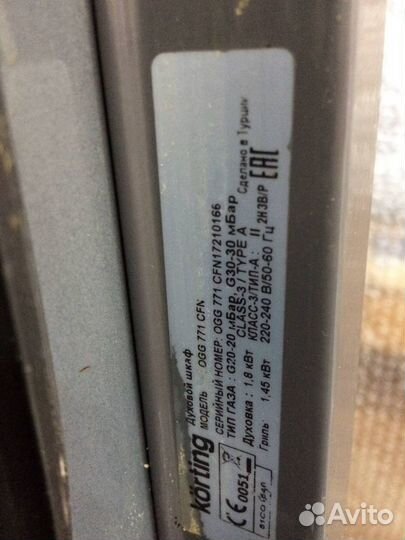 körting
Духовой шкаф
МОДЕЛЬ : OGG 771 CFN
СЕРИЙНЫЙ НОМЕР: OGG 771 CFN17210166
ТИП ГАЗА : G20-20 мБар, G30-30 мБар
CLASS-3 / TYPE A
КЛАСС-3/ТИП-А : II 2H3B/P
Духовка : 1,8 кВт 220-240 В/50-60 Гц
Гриль: 1,45 кВт
Сделано в Турции
EAC
CE
0051
Avito